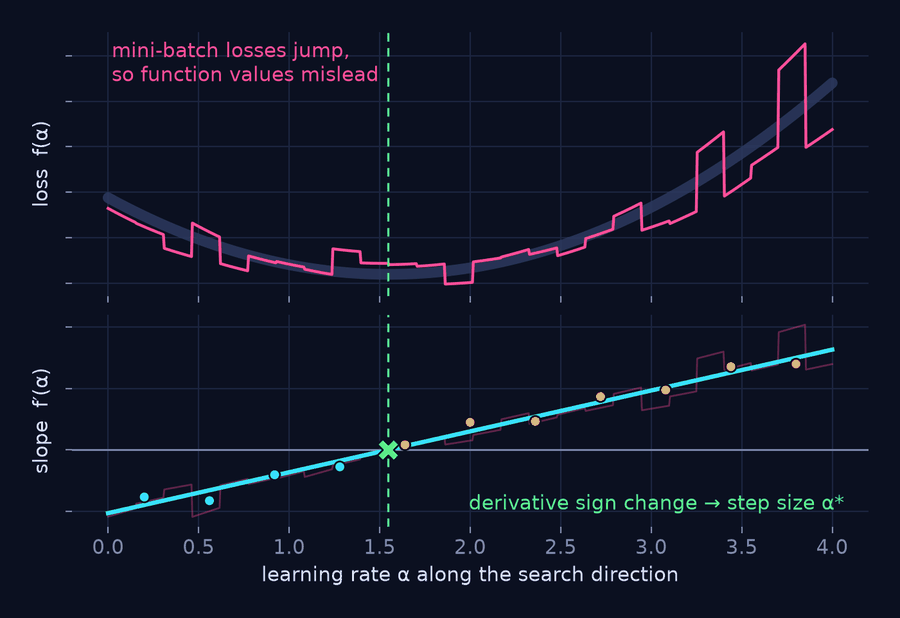 mini-batch losses jump,
so function values mislead
loss f(α)
slope f′(α)
derivative sign change → step size α*
0.0 0.5 1.0 1.5 2.0 2.5 3.0 3.5 4.0
learning rate α along the search direction